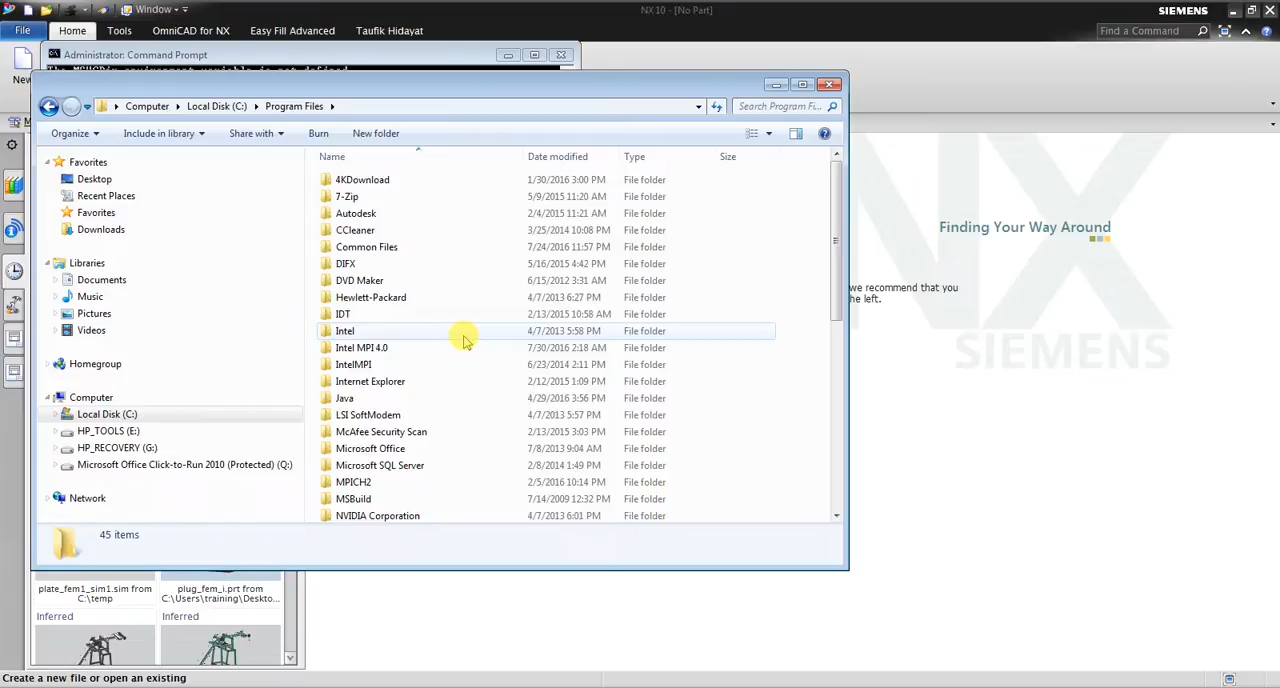 Window
NX 10 - [No Part]
SIEMENS
File
Home
Tools
OmniCAD for NX
Easy Fill Advanced
Taufik Hidayat
Find a Command
Administrator: Command Prompt
New
Computer
Local Disk (C:)
Program Files
Search Program Fi...
Organize
Include in library
Share with
Burn
New folder
Favorites
Desktop
Recent Places
Favorites
Downloads
Libraries
Documents
Music
Pictures
Videos
Homegroup
Computer
Local Disk (C:)
HP_TOOLS (E:)
HP_RECOVERY (G:)
Microsoft Office Click-to-Run 2010 (Protected) (Q:)
Network
Name Date modified Type Size
4KDownload 1/30/2016 3:00 PM File folder
7-Zip 5/9/2015 11:20 AM File folder
Autodesk 2/4/2015 11:21 AM File folder
CCleaner 3/25/2014 10:08 PM File folder
Common Files 7/24/2016 11:57 PM File folder
DIFX 5/16/2015 4:42 PM File folder
DVD Maker 6/15/2012 3:31 AM File folder
Hewlett-Packard 4/7/2013 6:27 PM File folder
IDT 2/13/2015 10:58 AM File folder
Intel 4/7/2013 5:58 PM File folder
Intel MPI 4.0 7/30/2016 2:18 AM File folder
IntelMPI 6/23/2014 2:11 PM File folder
Internet Explorer 2/12/2015 1:09 PM File folder
Java 4/29/2016 3:56 PM File folder
LSI SoftModem 4/7/2013 5:57 PM File folder
McAfee Security Scan 2/13/2015 3:03 PM File folder
Microsoft Office 7/8/2013 9:04 AM File folder
Microsoft SQL Server 2/8/2014 1:49 PM File folder
MPICH2 2/5/2016 10:14 PM File folder
MSBuild 7/14/2009 12:32 PM File folder
NVIDIA Corporation 4/7/2013 6:01 PM File folder
45 items
NX
SIEMENS
Finding Your Way Around
we recommend that you
he left.
plate_fem1_sim1.sim from
C:\temp
plug_fem_i.prt from
C:\Users\training\Deskto...
Inferred
Inferred
Create a new file or open an existing